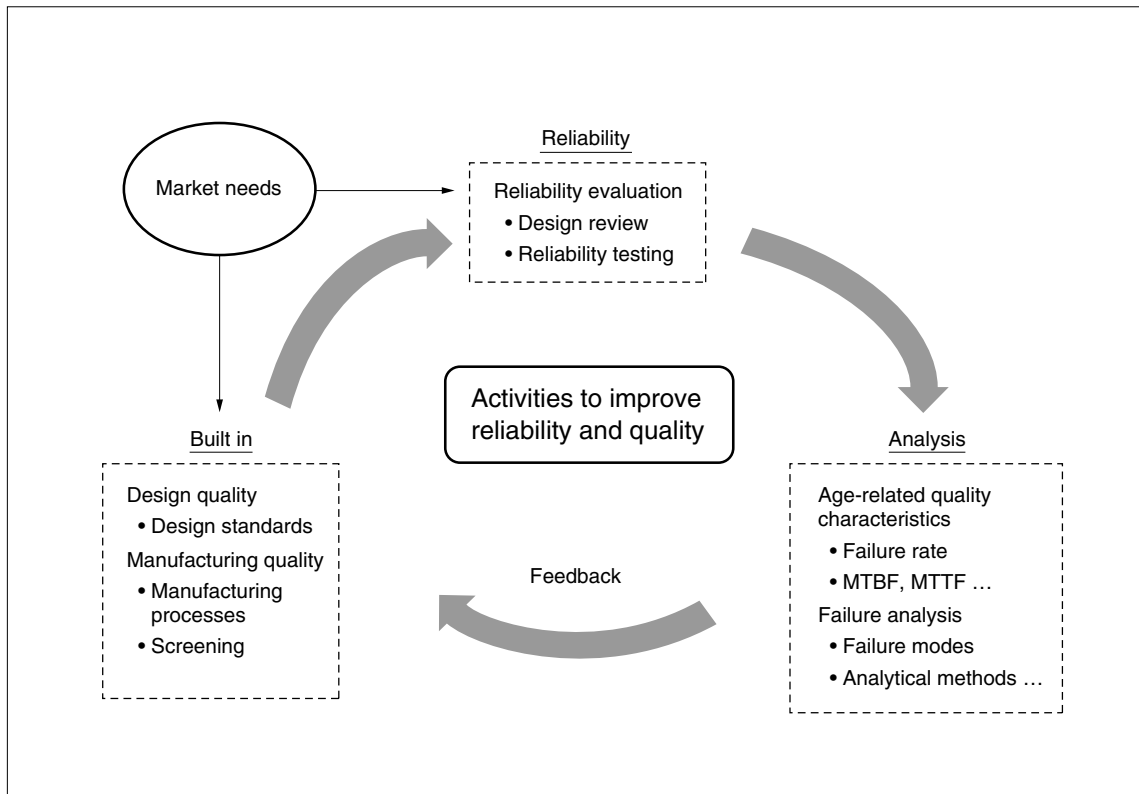 Market needs
Reliability
Reliability evaluation
• Design review
• Reliability testing
Activities to improve
reliability and quality
Built in
Design quality
• Design standards
Manufacturing quality
• Manufacturing
processes
• Screening
Feedback
Analysis
Age-related quality
characteristics
• Failure rate
• MTBF, MTTF …
Failure analysis
• Failure modes
• Analytical methods …